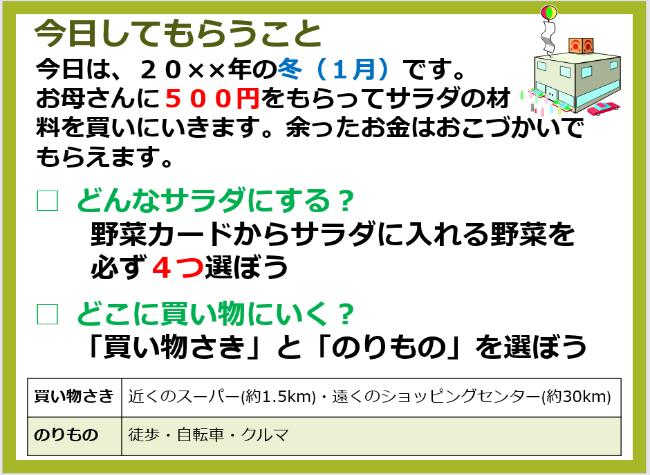 今日してもらうこと
今日は、２０××年の冬（１月）です。
お母さんに５００円をもらってサラダの材
料を買いにいきます。余ったお金はおこづかいで
もらえます。
□ どんなサラダにする？
野菜カードからサラダに入れる野菜を
必ず４つ選ぼう
□ どこに買い物にいく？
「買い物さき」と「のりもの」を選ぼう
買い物さき 近くのスーパー(約1.5km)・遠くのショッピングセンター(約30km)
のりもの 徒歩・自転車・クルマ